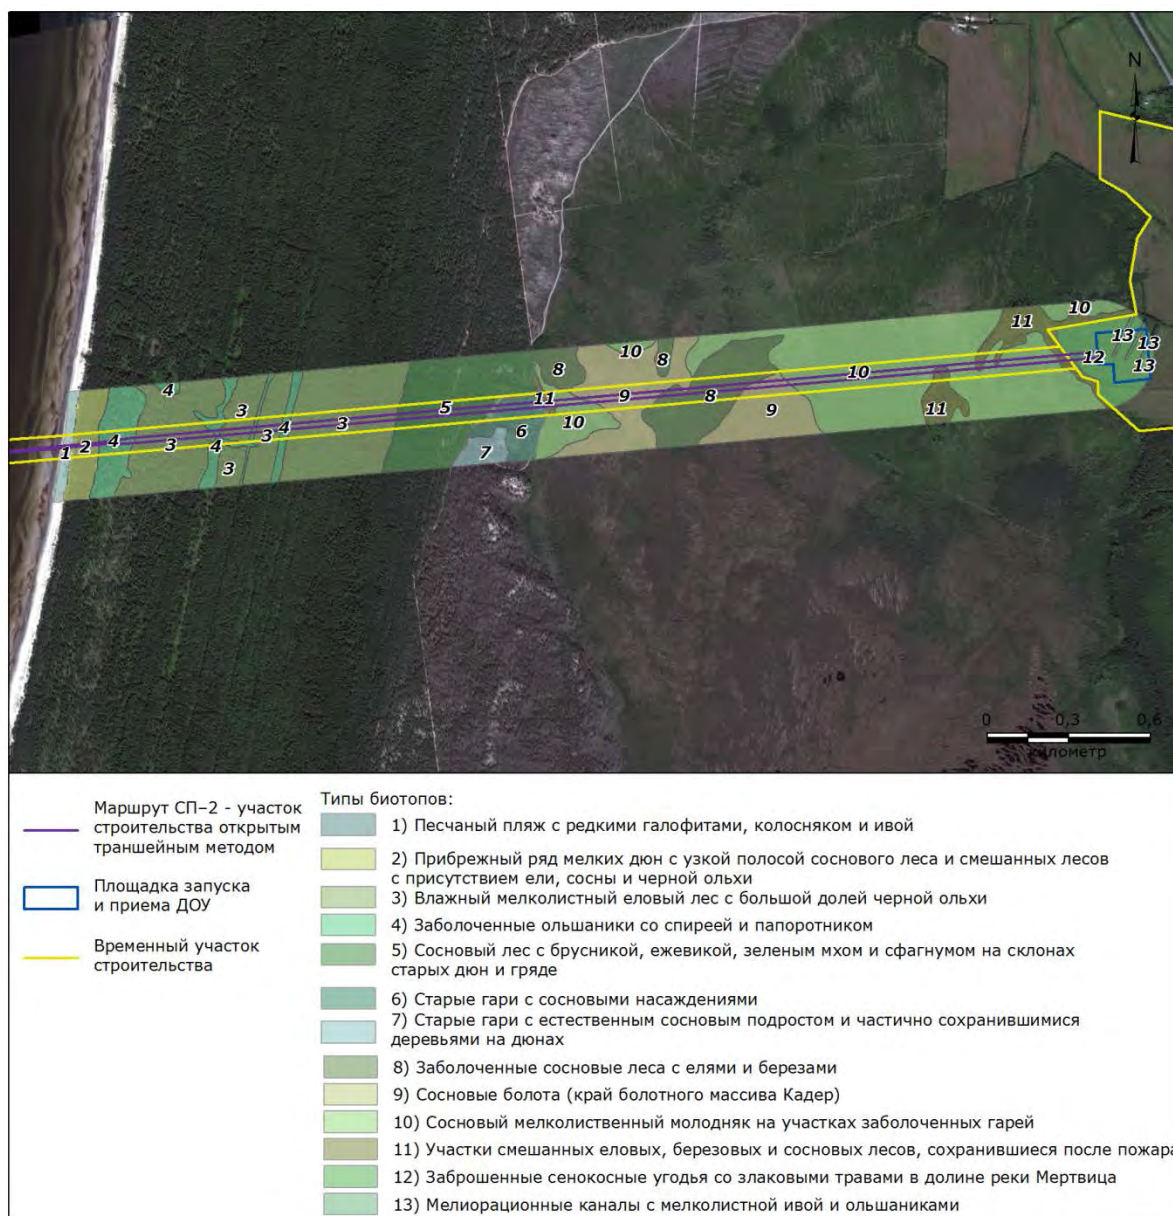 N
4
10
11
13
13
10
8
8
12
3
11
9
10
13
5
8
4
3
10
9
11
4
3
4
3
6
1
2
3
7
0
0,3
0,6
километр
Маршрут СП–2 - участок
строительства открытым
траншейным методом
Площадка запуска
и приема ДОУ
Временный участок
строительства
Типы биотопов:
1) Песчаный пляж с редкими галофитами, колосняком и ивой
2) Прибрежный ряд мелких дюн с узкой полосой соснового леса и смешанных лесов
с присутствием ели, сосны и черной ольхи
3) Влажный мелколистный еловый лес с большой долей черной ольхи
4) Заболоченные ольшаники со спиреей и папоротником
5) Сосновый лес с брусникой, ежевикой, зеленым мхом и сфагнумом на склонах
старых дюн и гряде
6) Старые гари с сосновыми насаждениями
7) Старые гари с естественным сосновым подростом и частично сохранившимися
деревьями на дюнах
8) Заболоченные сосновые леса с елями и березами
9) Сосновые болота (край болотного массива Кадер)
10) Сосновый мелколиственный молодняк на участках заболоченных гарей
11) Участки смешанных еловых, березовых и сосновых лесов, сохранившиеся после пожара
12) Заброшенные сенокосные угодья со злаковыми травами в долине реки Мертвица
13) Мелиорационные каналы с мелколистной ивой и ольшаниками